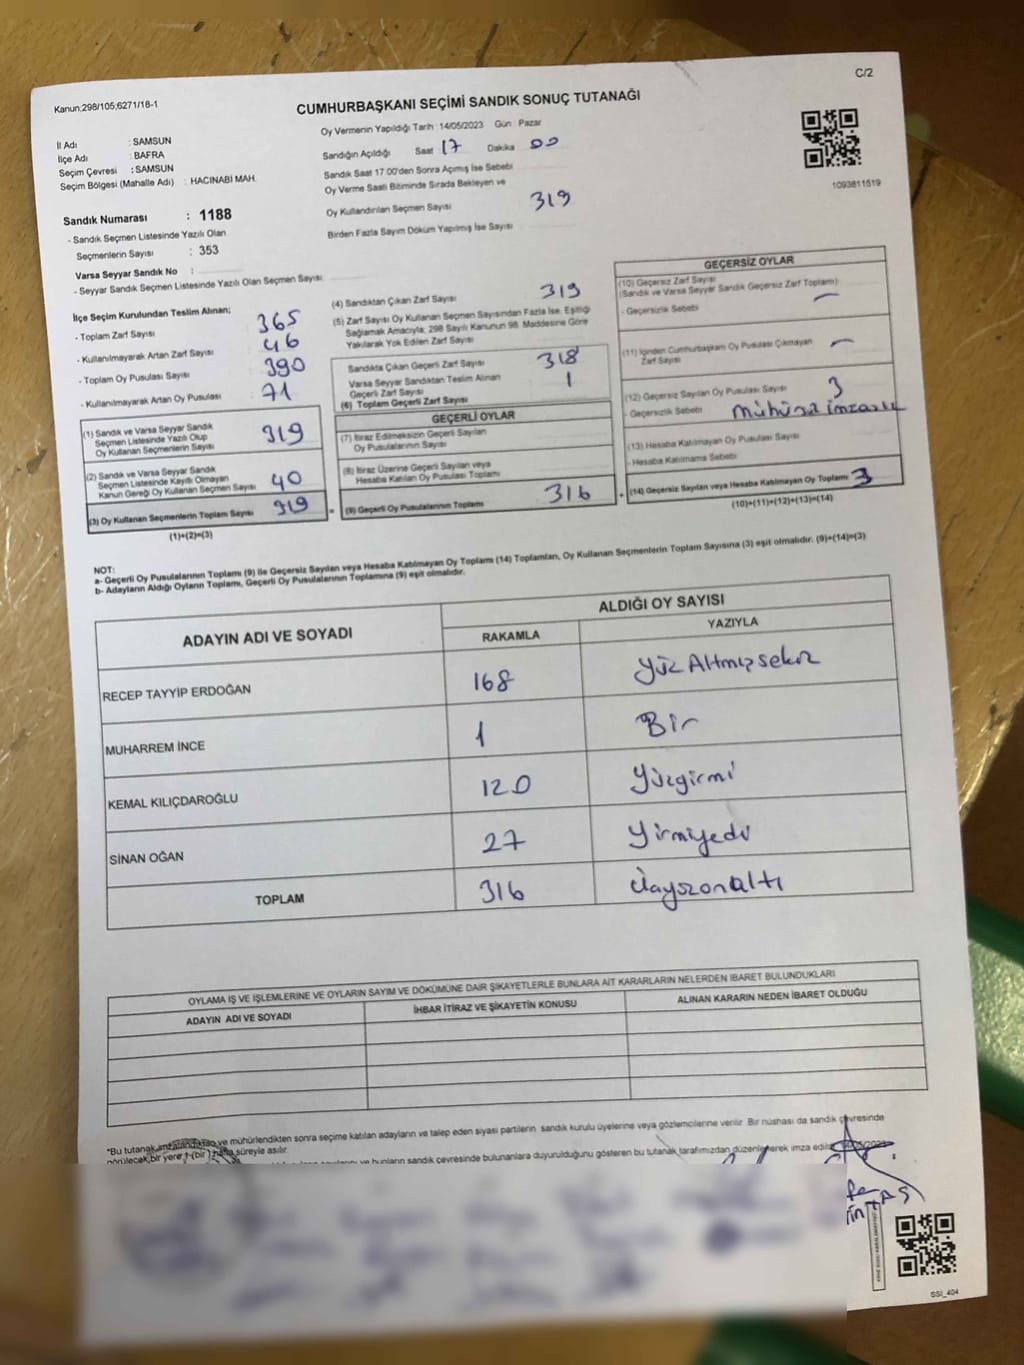 C/2
Kanun:298/105;6271/18-1
CUMHURBAŞKANI SEÇİMİ SANDIK SONUÇ TUTANAĞI
İl Adı : SAMSUN
İlçe Adı : BAFRA
Seçim Çevresi : SAMSUN
Seçim Bölgesi (Mahalle Adı) : HACINABİ MAH.
Oy Vermenin Yapıldığı Tarih :14/05/2023 Gün : Pazar
Sandığın Açıldığı Saat 17 Dakika 00
Sandık Saat 17.00'den Sonra Açımış İse Sebebi
Oy Verme Saati Bitiminde Sırada Bekleyen ve
Oy Kullandırılan Seçmen Sayısı 319
Birden Fazla Sayım Döküm Yapılmış İse Sayısı
1093811519
Sandık Numarası : 1188
- Sandık Seçmen Listesinde Yazılı Olan
Seçmenlerin Sayısı : 353
Varsa Seyyar Sandık No :
- Seyyar Sandık Seçmen Listesinde Yazılı Olan Seçmen Sayısı:
İlçe Seçim Kurulundan Teslim Alınan;
- Toplam Zarf Sayısı 365
- Kullanılmayarak Artan Zarf Sayısı 46
- Toplam Oy Pusulası Sayısı 390
- Kullanılmayarak Artan Oy Pusulası 71
(1) Sandık ve Varsa Seyyar Sandık
Seçmen Listesinde Yazılı Olup
Oy Kullanan Seçmenlerin Sayısı 319
(2) Sandık ve Varsa Seyyar Sandık
Seçmen Listesinde Kayıtlı Olmayan
Kanun Gereği Oy Kullanan Seçmen Sayısı 40
(3) Oy Kullanan Seçmenlerin Toplam Sayısı 319
(1)+(2)=(3)
(4) Sandıktan Çıkan Zarf Sayısı 319
(5) Zarf Sayısı Oy Kullanan Seçmen Sayısından Fazla İse, Eşitliği
Sağlamak Amacıyla; 298 Sayılı Kanunun 98. Maddesine Göre
Yakılarak Yok Edilen Zarf Sayısı
Sandıkta Çıkan Geçerli Zarf Sayısı 318
Varsa Seyyar Sandıktan Teslim Alınan
Geçerli Zarf Sayısı 1
(6) Toplam Geçerli Zarf Sayısı
GEÇERLİ OYLAR
(7) İtiraz Edilmeksizin Geçerli Sayılan
Oy Pusulalarının Sayısı
(8) İtiraz Üzerine Geçerli Sayılan veya
Hesaba Katılan Oy Pusulası Toplamı
= (9) Geçerli Oy Pusulalarının Toplamı 316
GEÇERSİZ OYLAR
(10) Geçersiz Zarf Sayısı
(Sandık ve Varsa Seyyar Sandık Geçersiz Zarf Toplamı)
- Geçersizlik Sebebi
(11) İçinden Cumhurbaşkanı Oy Pusulası Çıkmayan
Zarf Sayısı
(12) Geçersiz Sayılan Oy Pusulası Sayısı 3
- Geçersizlik Sebebi
(13) Hesaba Katılmayan Oy Pusulası Sayısı
- Hesaba Katılmama Sebebi
+ (14) Geçersiz Sayılan veya Hesaba Katılmayan Oy Toplamı 3
(10)+(11)+(12)+(13)=(14)
NOT:
a- Geçerli Oy Pusulalarının Toplamı (9) ile Geçersiz Sayılan veya Hesaba Katılmayan Oy Toplamı (14) Toplamları, Oy Kullanan Seçmenlerin Toplam Sayısına (3) eşit olmalıdır. (9)+(14)=(3)
b- Adayların Aldığı Oyların Toplamı, Geçerli Oy Pusulalarının Toplamına (9) eşit olmalıdır.
ADAYIN ADI VE SOYADI
ALDIĞI OY SAYISI
RAKAMLA YAZIYLA
RECEP TAYYİP ERDOĞAN 168 Yüz Altmışsekiz
MUHARREM İNCE 1 Bir
KEMAL KILIÇDAROĞLU 120 Yüzgirmi
SİNAN OĞAN 27 Yirmiyedi
TOPLAM 316 Üçyüzonaltı
OYLAMA İŞ VE İŞLEMLERİNE VE OYLARIN SAYIM VE DÖKÜMÜNE DAİR ŞİKAYETLERLE BUNLARA AİT KARARLARIN NELERDEN İBARET BULUNDUKLARI
ADAYIN ADI VE SOYADI İHBAR İTİRAZ VE ŞİKAYETİN KONUSU ALINAN KARARIN NEDEN İBARET OLDUĞU
*Bu tutanak imzalandıktan ve mühürlendikten sonra seçime katılan adayların ve talep eden siyasi partilerin sandık kurulu üyelerine veya gözlemcilerine verilir. Bir nüshası da sandık çevresinde
görülecek bir yere 1 (bir) hafta süreyle asılır.
ve bunların sandık çevresinde bulunanlara duyurulduğunu gösteren bu tutanak tarafımızdan düzenlenerek imza
SSI_404